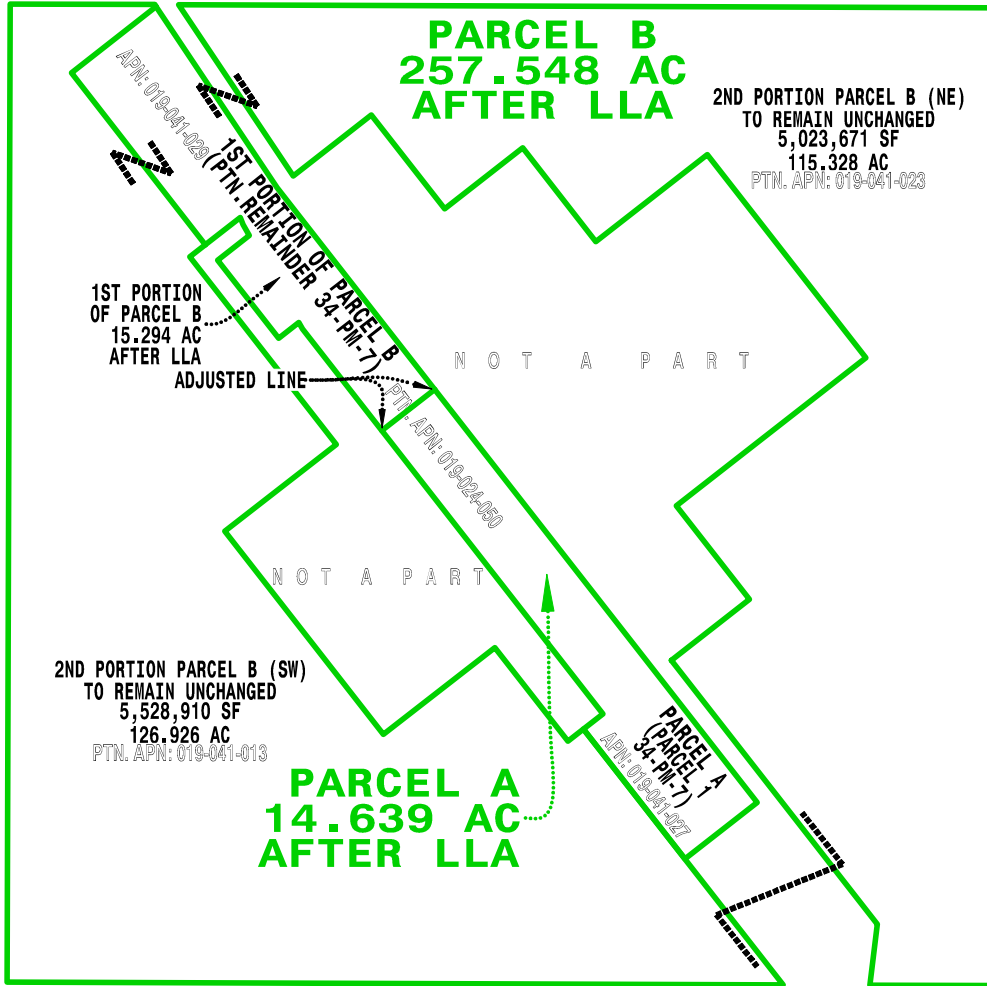 PARCEL B
257.548 AC
AFTER LLA
2ND PORTION PARCEL B (NE)
TO REMAIN UNCHANGED
5,023,671 SF
115.328 AC
PTN. APN: 019-041-023
APN: 019-041-029
1ST PORTION OF PARCEL B
(PTN. REMAINDER 34-PM-7)
1ST PORTION
OF PARCEL B
15.294 AC
AFTER LLA
ADJUSTED LINE
NOT A PART
PTN. APN: 019-024-050
NOT A PART
2ND PORTION PARCEL B (SW)
TO REMAIN UNCHANGED
5,528,910 SF
126.926 AC
PTN. APN: 019-041-013
PARCEL A
(PARCEL 1
34-PM-7)
APN: 019-041-027
PARCEL A
14.639 AC
AFTER LLA